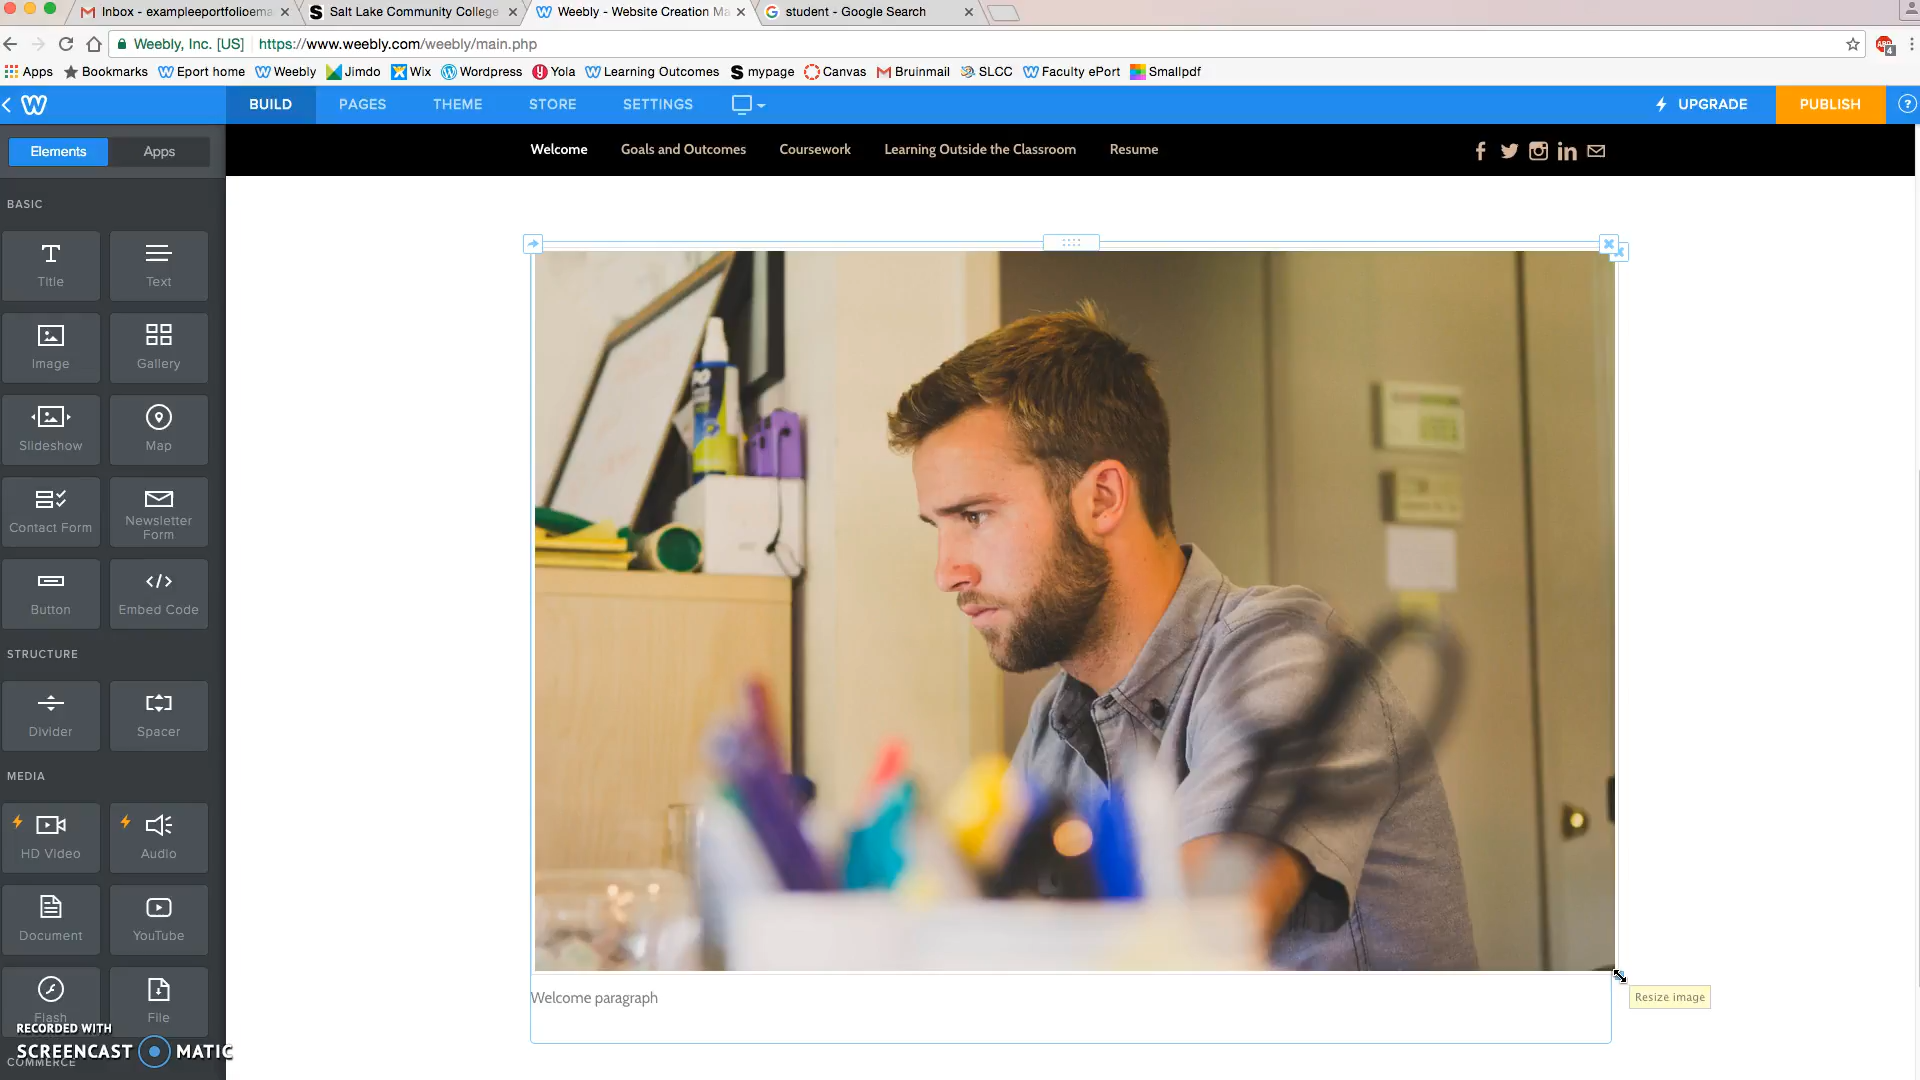 Inbox - exampleeportfolioema
Salt Lake Community College
Weebly - Website Creation Ma
student - Google Search
Weebly, Inc. [US]
https://www.weebly.com/weebly/main.php
4
Apps
Bookmarks
Eport home
Weebly
Jimdo
Wix
Wordpress
Yola
Learning Outcomes
mypage
Canvas
Bruinmail
SLCC
Faculty ePort
Smallpdf
BUILD
PAGES
THEME
STORE
SETTINGS
UPGRADE
PUBLISH
?
Elements
Apps
Welcome
Goals and Outcomes
Coursework
Learning Outside the Classroom
Resume
BASIC
Title
Text
Image
Gallery
Slideshow
Map
Contact Form
Newsletter
Form
Button
Embed Code
STRUCTURE
Divider
Spacer
MEDIA
HD Video
Audio
Document
YouTube
Flash
File
COMMERCE
Welcome paragraph
Resize image
RECORDED WITH
SCREENCAST MATIC